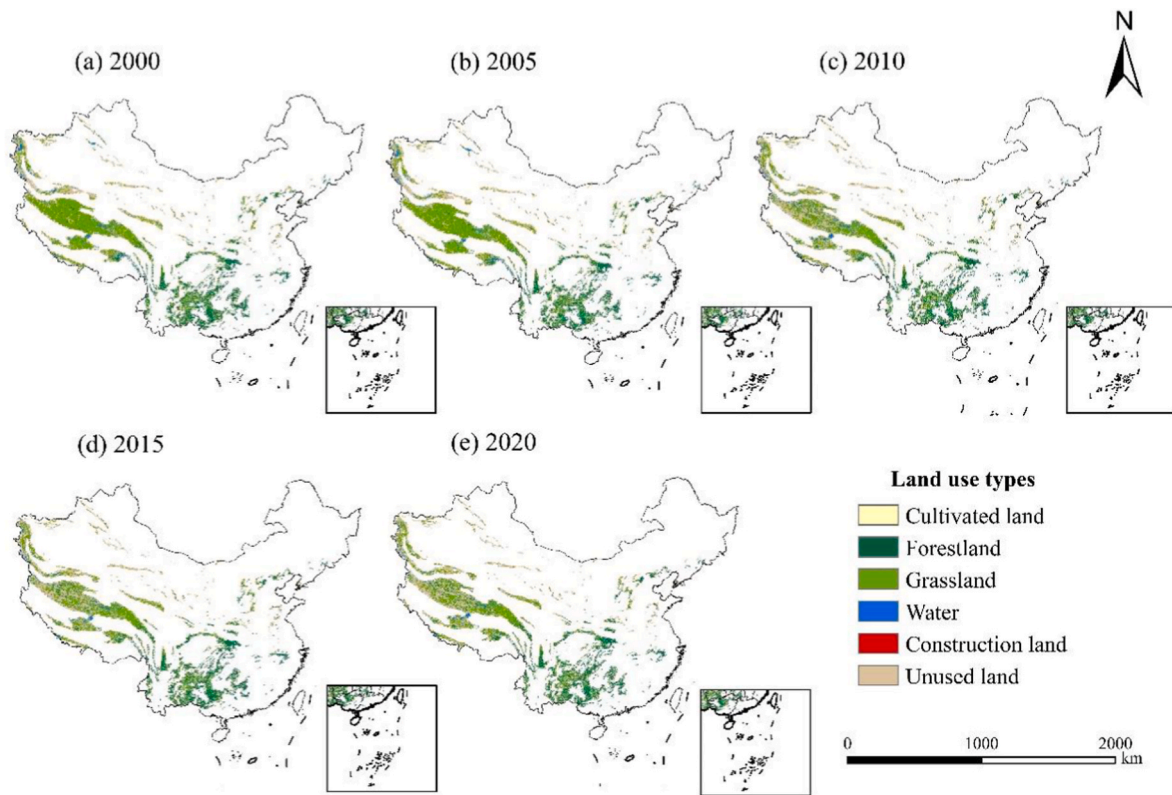 N
(a) 2000
(b) 2005
(c) 2010
(d) 2015
(e) 2020
Land use types
Cultivated land
Forestland
Grassland
Water
Construction land
Unused land
0 1000 2000
km